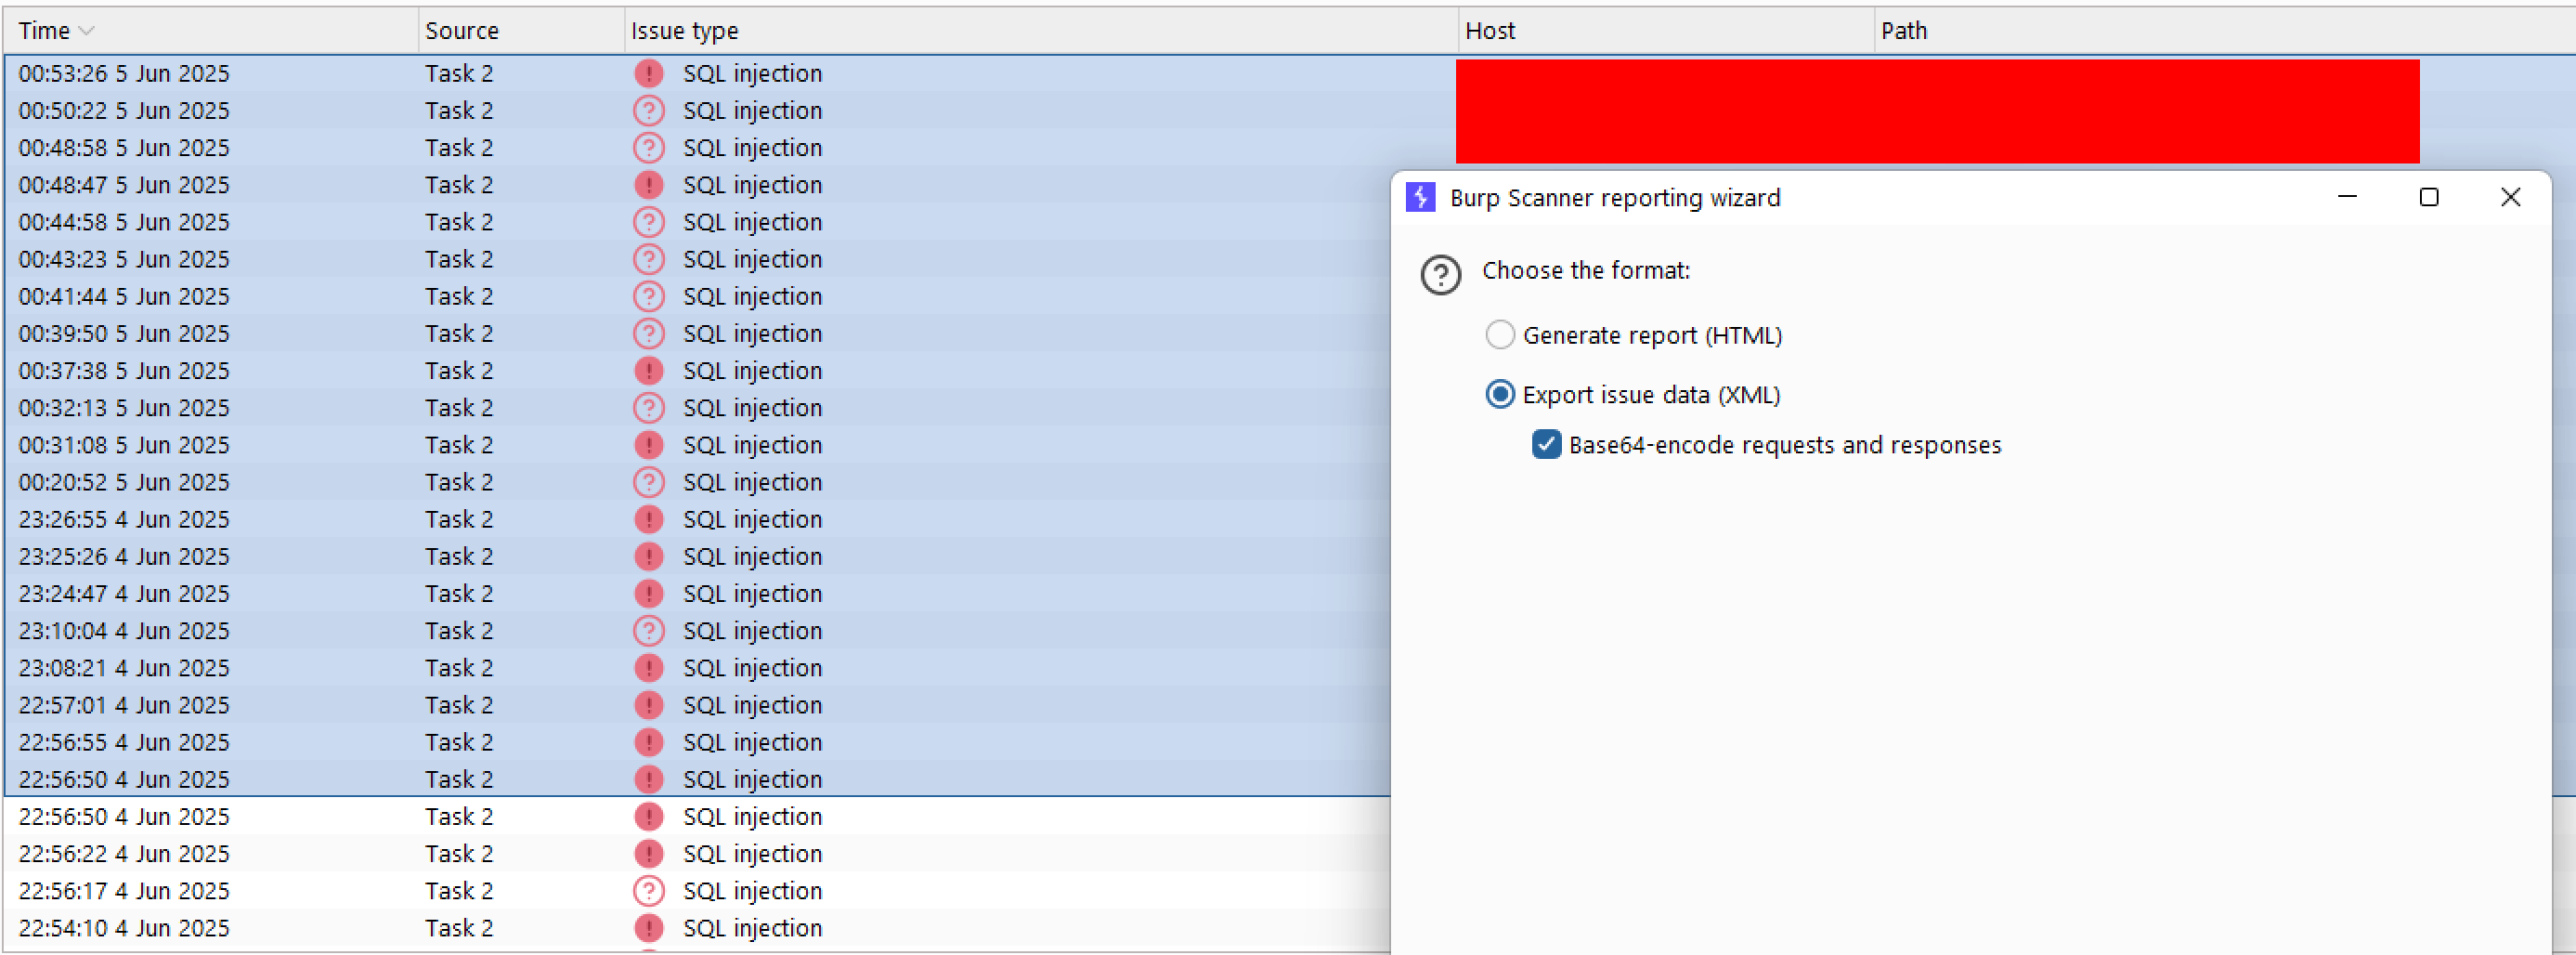 Time Source Issue type Host Path
00:53:26 5 Jun 2025 Task 2 ! SQL injection
00:50:22 5 Jun 2025 Task 2 ? SQL injection
00:48:58 5 Jun 2025 Task 2 ? SQL injection
00:48:47 5 Jun 2025 Task 2 ! SQL injection
00:44:58 5 Jun 2025 Task 2 ? SQL injection
00:43:23 5 Jun 2025 Task 2 ? SQL injection
00:41:44 5 Jun 2025 Task 2 ? SQL injection
00:39:50 5 Jun 2025 Task 2 ? SQL injection
00:37:38 5 Jun 2025 Task 2 ! SQL injection
00:32:13 5 Jun 2025 Task 2 ? SQL injection
00:31:08 5 Jun 2025 Task 2 ! SQL injection
00:20:52 5 Jun 2025 Task 2 ? SQL injection
23:26:55 4 Jun 2025 Task 2 ! SQL injection
23:25:26 4 Jun 2025 Task 2 ! SQL injection
23:24:47 4 Jun 2025 Task 2 ! SQL injection
23:10:04 4 Jun 2025 Task 2 ? SQL injection
23:08:21 4 Jun 2025 Task 2 ! SQL injection
22:57:01 4 Jun 2025 Task 2 ! SQL injection
22:56:55 4 Jun 2025 Task 2 ! SQL injection
22:56:50 4 Jun 2025 Task 2 ! SQL injection
22:56:50 4 Jun 2025 Task 2 ! SQL injection
22:56:22 4 Jun 2025 Task 2 ! SQL injection
22:56:17 4 Jun 2025 Task 2 ? SQL injection
22:54:10 4 Jun 2025 Task 2 ! SQL injection
Burp Scanner reporting wizard
? Choose the format:
Generate report (HTML)
Export issue data (XML)
Base64-encode requests and responses